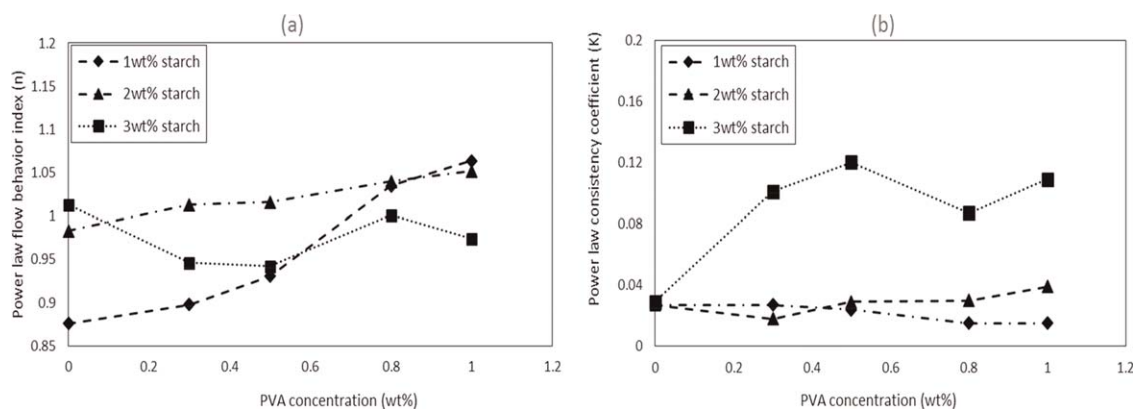 (a)
Power law flow behavior index (n)
1.2
1.15
1.1
1.05
1
0.95
0.9
0.85
1wt% starch
2wt% starch
3wt% starch
0 0.2 0.4 0.6 0.8 1 1.2
PVA concentration (wt%)
(b)
Power law consistency coefficient (K)
0.2
0.16
0.12
0.08
0.04
0
1wt% starch
2wt% starch
3wt% starch
0 0.2 0.4 0.6 0.8 1 1.2
PVA concentration (wt%)